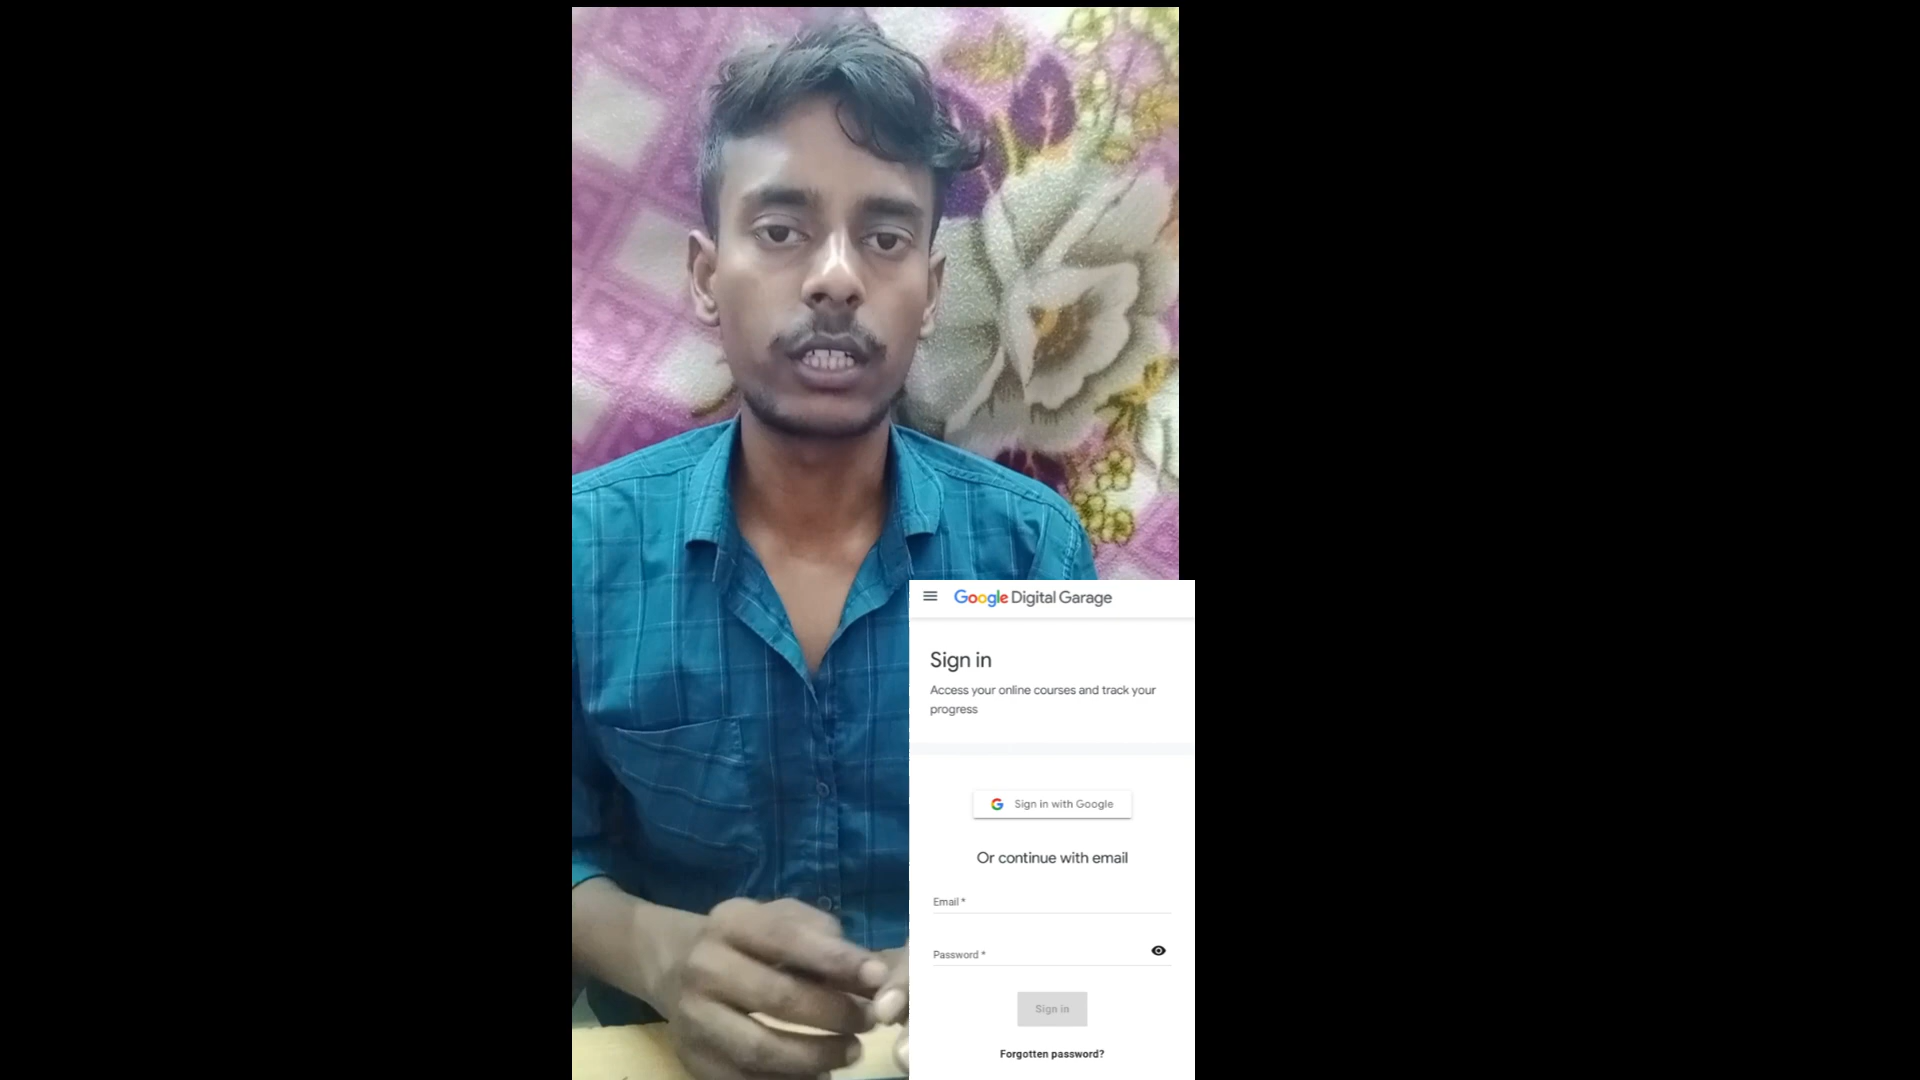 Google Digital Garage
Sign in
Access your online courses and track your
progress
Sign in with Google
Or continue with email
Email *
Password *
Sign in
Forgotten password?